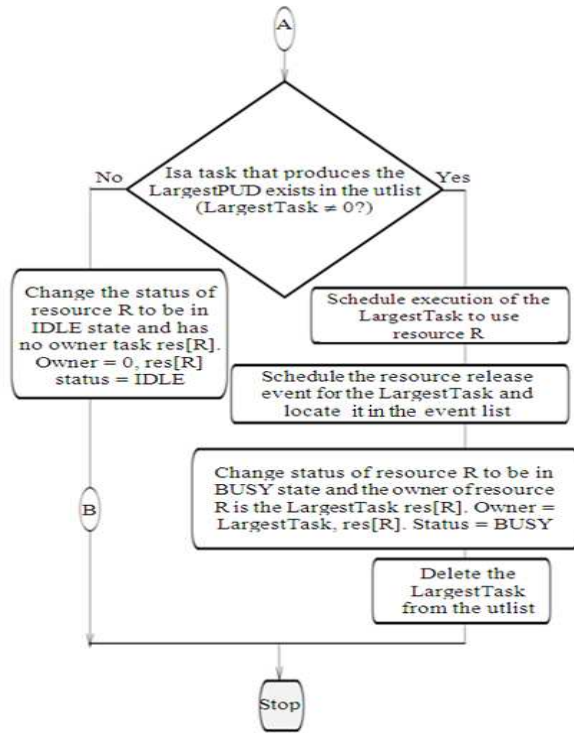 A
Isa task that produces the
LargestPUD exists in the utlist
(LargestTask ≠ 0?)
No
Yes
Change the status of
resource R to be in
IDLE state and has
no owner task res[R].
Owner = 0, res[R]
status = IDLE
Schedule execution of the
LargestTask to use
resource R
Schedule the resource release
event for the LargestTask and
locate it in the event list
Change status of resource R to be in
BUSY state and the owner of resource
R is the LargestTask res[R]. Owner =
LargestTask, res[R]. Status = BUSY
B
Delete the
LargestTask
from the utlist
Stop